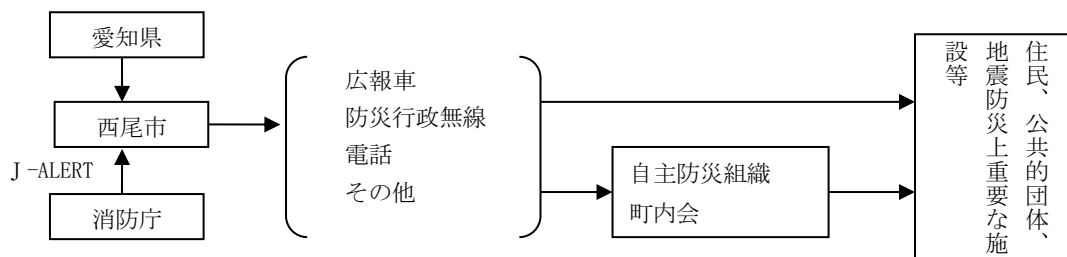 愛知県
西尾市
J-ALERT
消防庁
広報車
防災行政無線
電話
その他
自主防災組織
町内会
住民、公共的団体、
地震防災上重要な施
設等